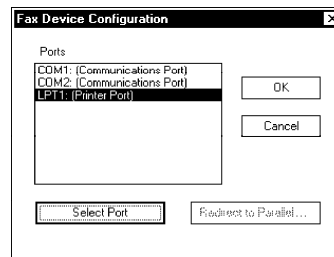 Fax Device Configuration
Ports
COM1: (Communications Port)
COM2: (Communications Port)
LPT1: (Printer Port)
OK
Cancel
Select Port
Redirect to Parallel...